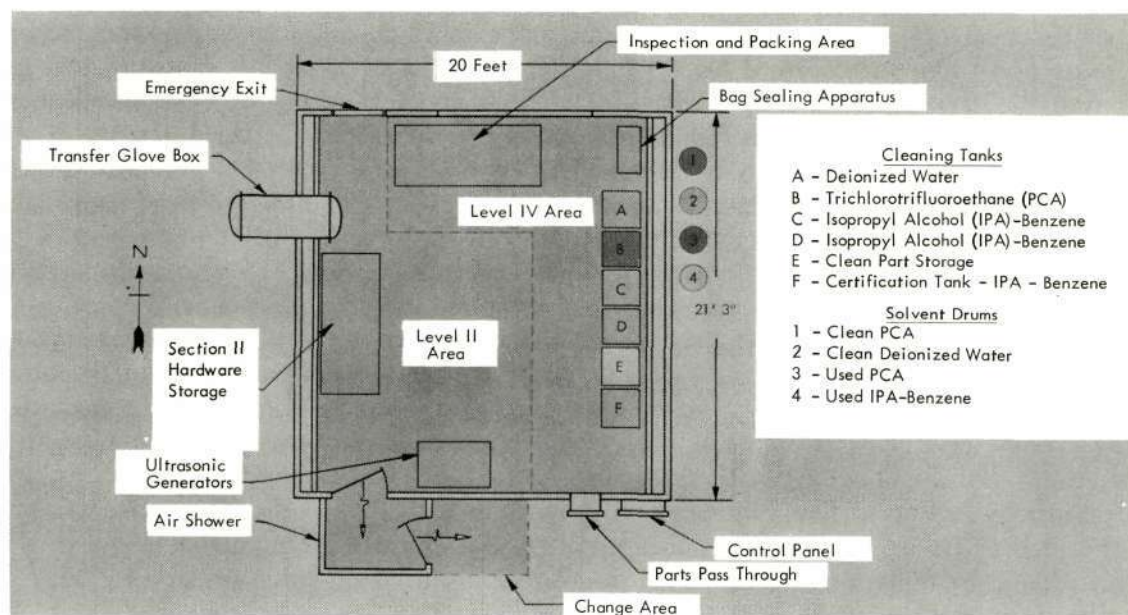 Inspection and Packing Area
20 Feet
Emergency Exit
Bag Sealing Apparatus
Transfer Glove Box
Level IV Area
N
Section II
Hardware
Storage
Level II
Area
Ultrasonic
Generators
Air Shower
Control Panel
Parts Pass Through
Change Area
A
B
C
D
E
F
1
2
3
4
21' 3"
Cleaning Tanks
A - Deionized Water
B - Trichlorotrifluoroethane (PCA)
C - Isopropyl Alcohol (IPA)-Benzene
D - Isopropyl Alcohol (IPA)-Benzene
E - Clean Part Storage
F - Certification Tank - IPA - Benzene
Solvent Drums
1 - Clean PCA
2 - Clean Deionized Water
3 - Used PCA
4 - Used IPA-Benzene